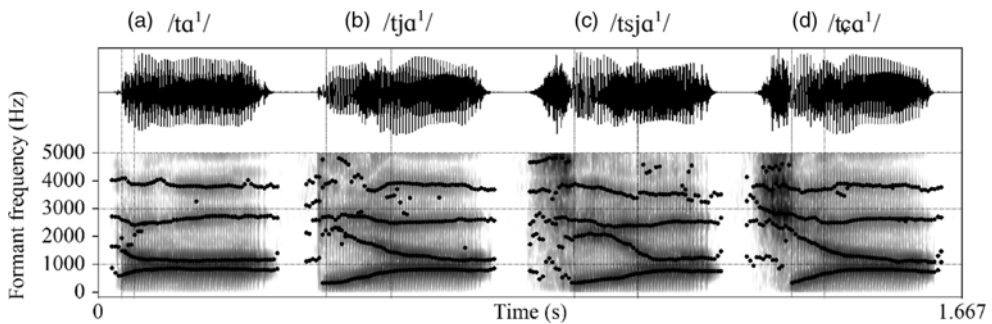 (a) /tɑ¹/ (b) /tjɑ¹/ (c) /tsjɑ¹/ (d) /tɕɑ¹/
Formant frequency (Hz)
5000
4000
3000
2000
1000
0
0 Time (s) 1.667